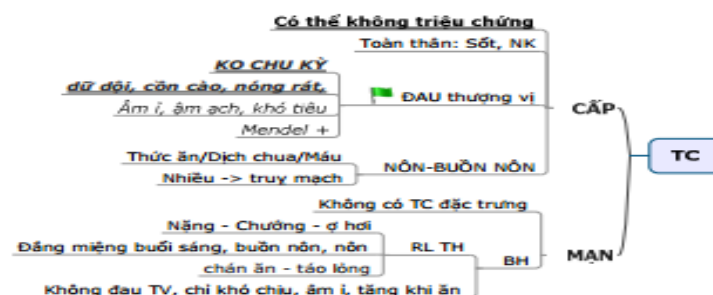 Có thể không triệu chứng
Toàn thân: Sốt, NK
KO CHU KỲ
dữ dội, cồn cào, nóng rát,
Âm ỉ, ậm ạch, khó tiêu
Mendel +
ĐAU thượng vị
CẤP
Thức ăn/Dịch chua/Máu
Nhiều -> truỵ mạch
NÔN-BUỒN NÔN
TC
Không có TC đặc trưng
Nặng - Chướng - ợ hơi
Đắng miệng buổi sáng, buồn nôn, nôn
chán ăn - táo lỏng
RL TH
BH
MẠN
Không đau TV, chỉ khó chịu, âm ỉ, tăng khi ăn